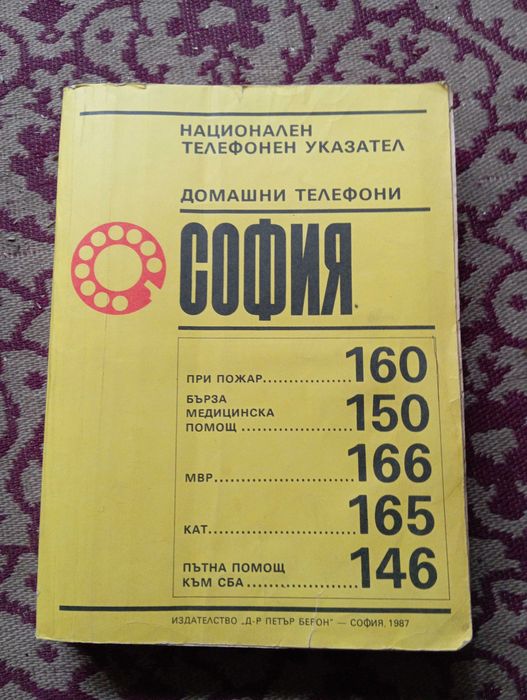 НАЦИОНАЛЕН
ТЕЛЕФОНЕН УКАЗАТЕЛ
ДОМАШНИ ТЕЛЕФОНИ
СОФИЯ
ПРИ ПОЖАР.................160
БЪРЗА
МЕДИЦИНСКА
ПОМОЩ.....................150
МВР..........................166
КАТ...........................165
ПЪТНА ПОМОЩ
КЪМ СБА....................146
ИЗДАТЕЛСТВО „Д-Р ПЕТЪР БЕРОН" — СОФИЯ, 1987